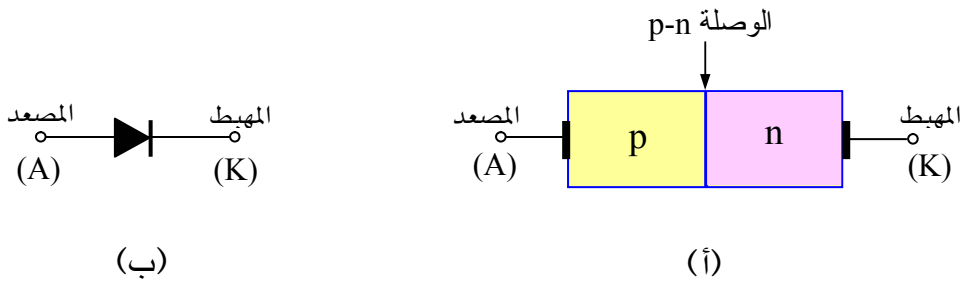 الوصلة p-n
المصعد
(A)
p
n
المهبط
(K)
(أ)
المصعد
(A)
المهبط
(K)
(ب)